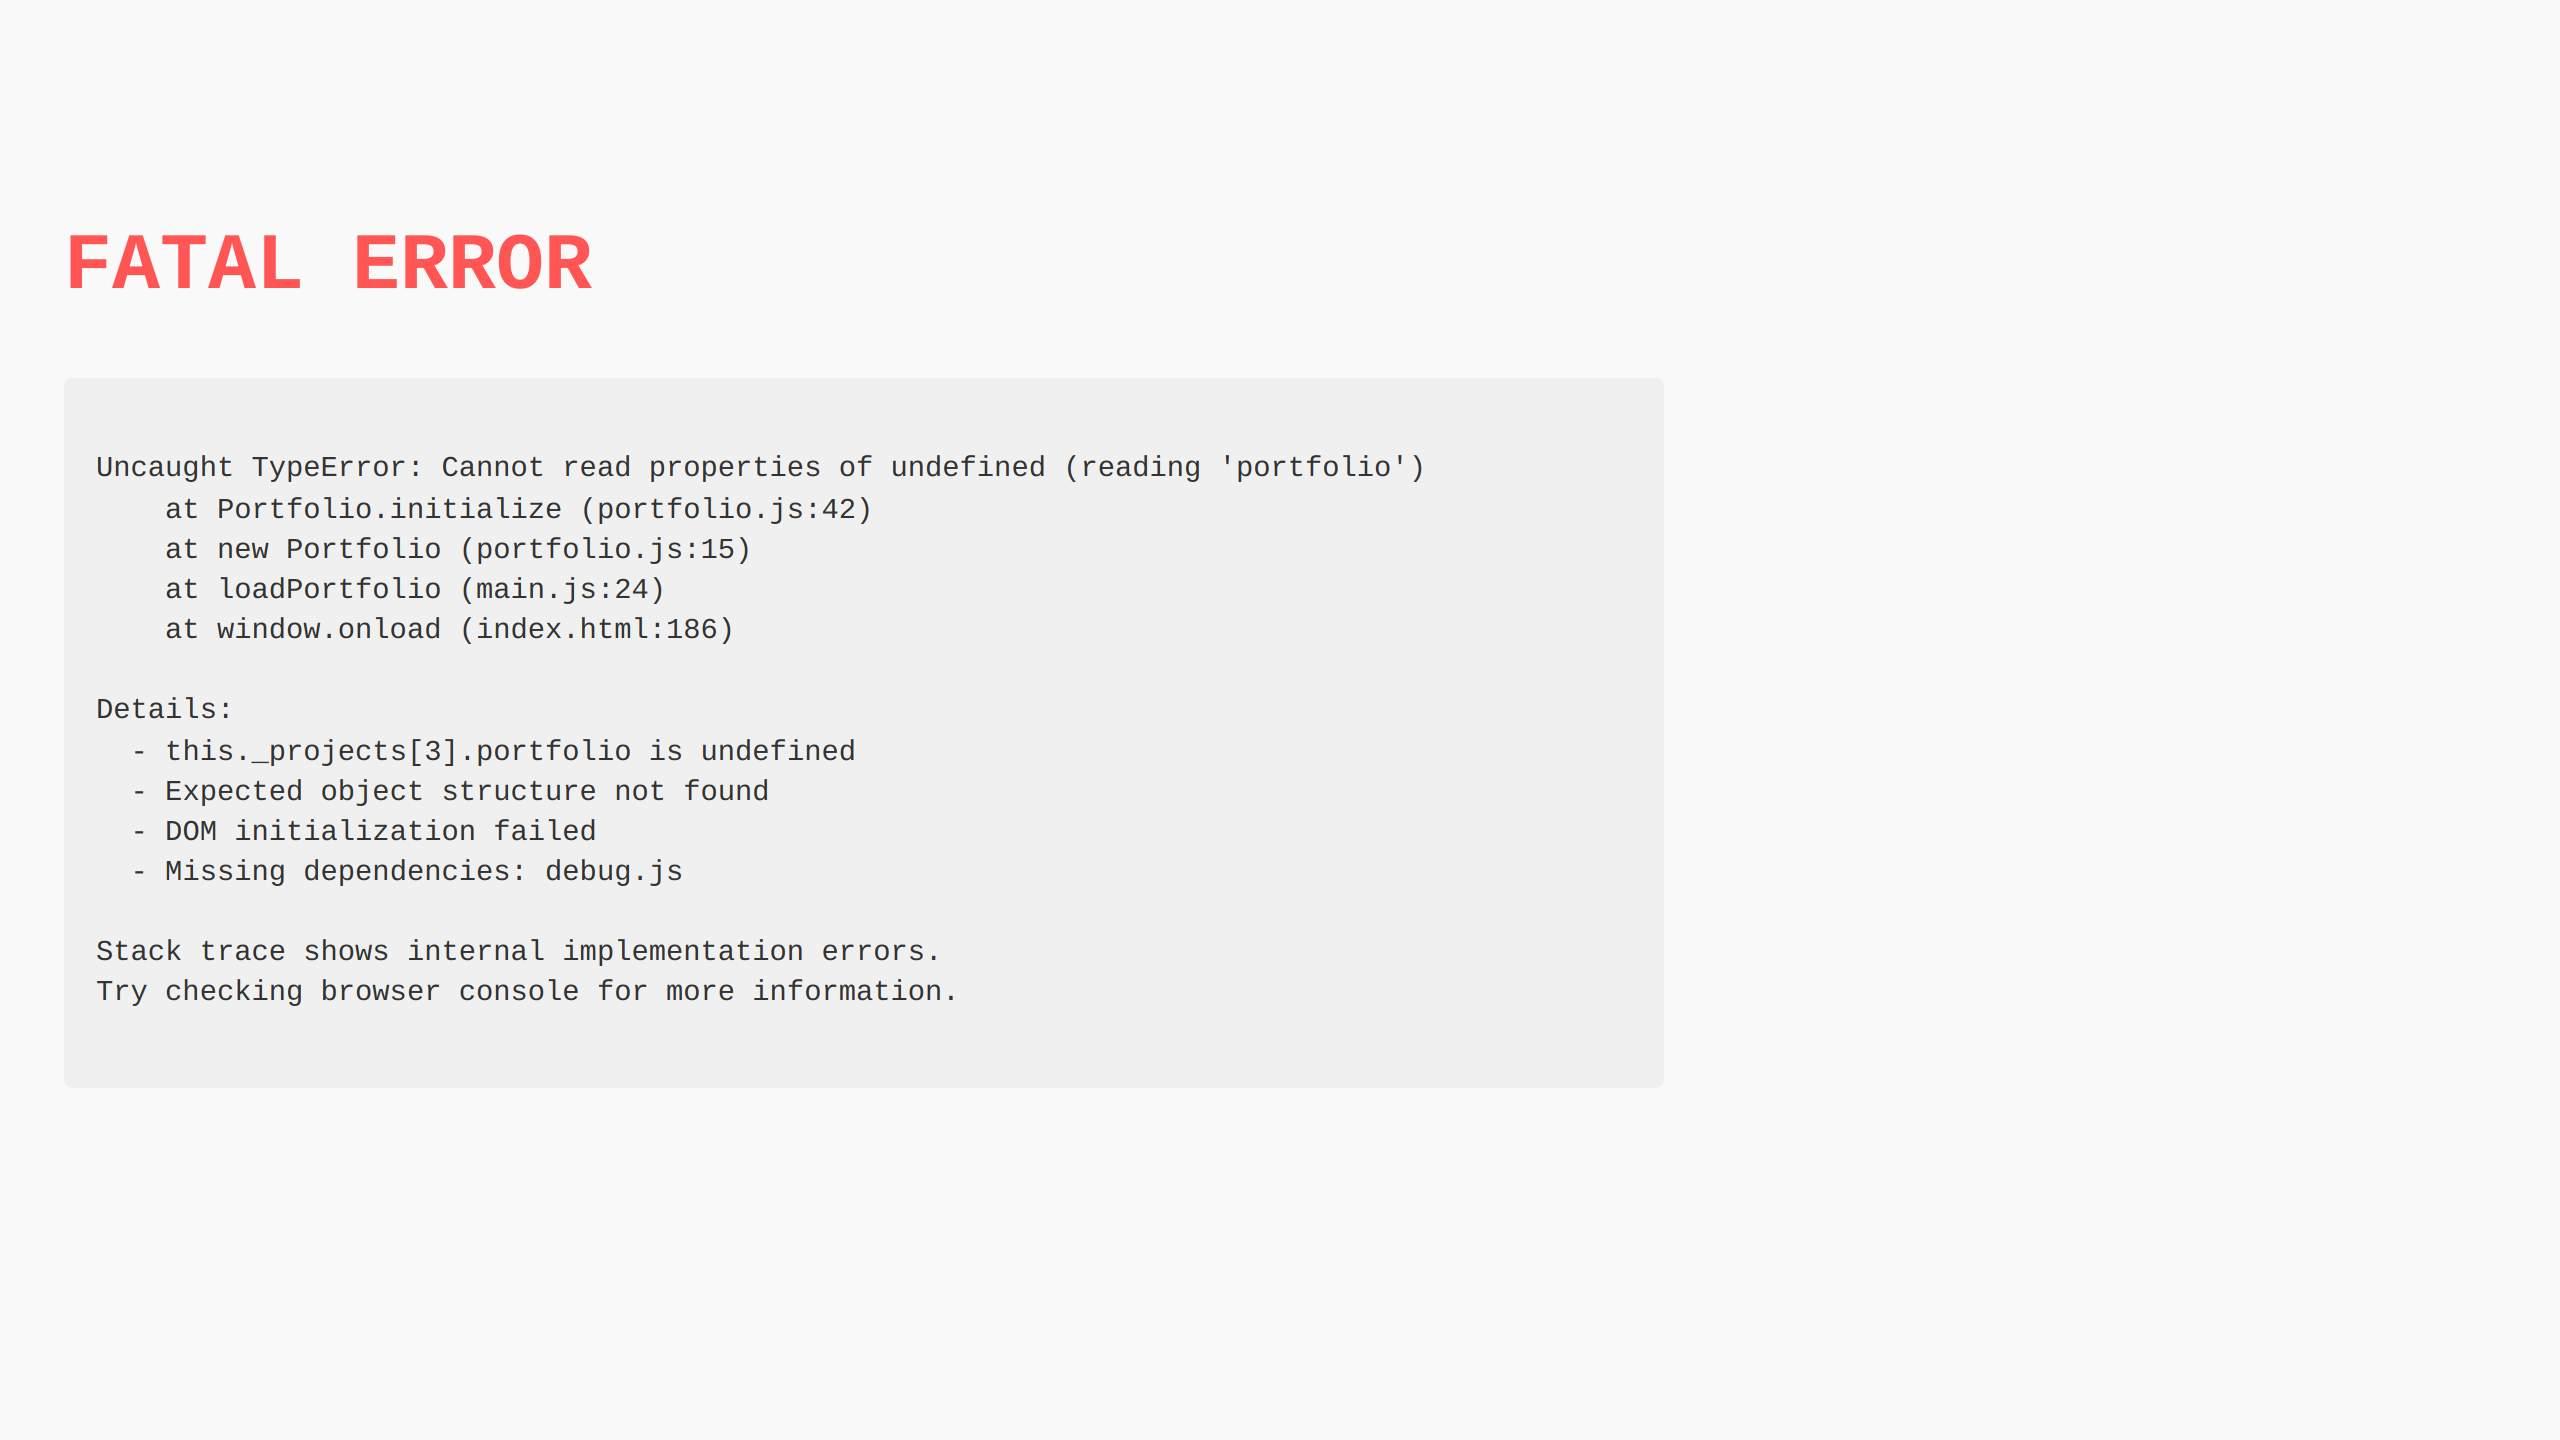 FATAL ERROR
Uncaught TypeError: Cannot read properties of undefined (reading 'portfolio')
    at Portfolio.initialize (portfolio.js:42)
    at new Portfolio (portfolio.js:15)
    at loadPortfolio (main.js:24)
    at window.onload (index.html:186)
Details:
  - this._projects[3].portfolio is undefined
  - Expected object structure not found
  - DOM initialization failed
  - Missing dependencies: debug.js
Stack trace shows internal implementation errors.
Try checking browser console for more information.